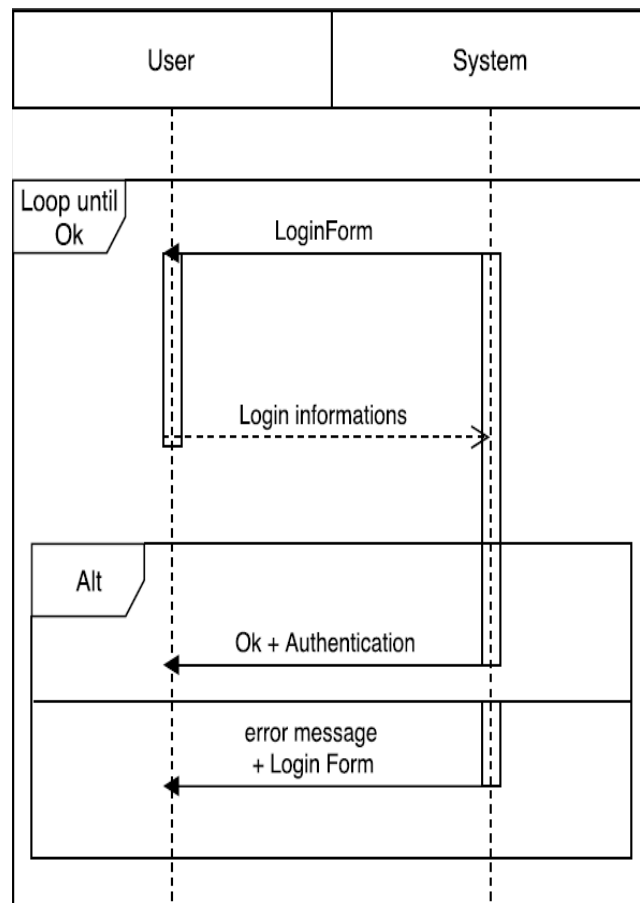 User
System
Loop until
Ok
LoginForm
Login informations
Alt
Ok + Authentication
error message
+ Login Form